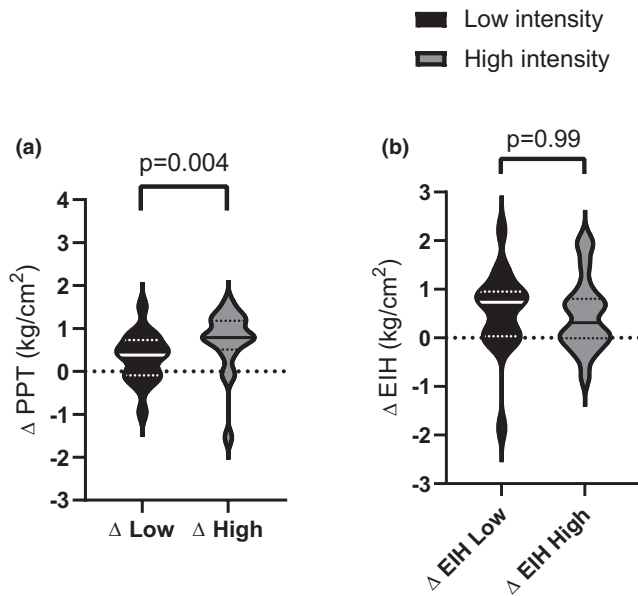 Low intensity
High intensity
(a)
p=0.004
Δ PPT (kg/cm²)
4
3
2
1
0
-1
-2
-3
Δ Low
Δ High
(b)
p=0.99
Δ EIH (kg/cm²)
3
2
1
0
-1
-2
-3
Δ EIH Low
Δ EIH High